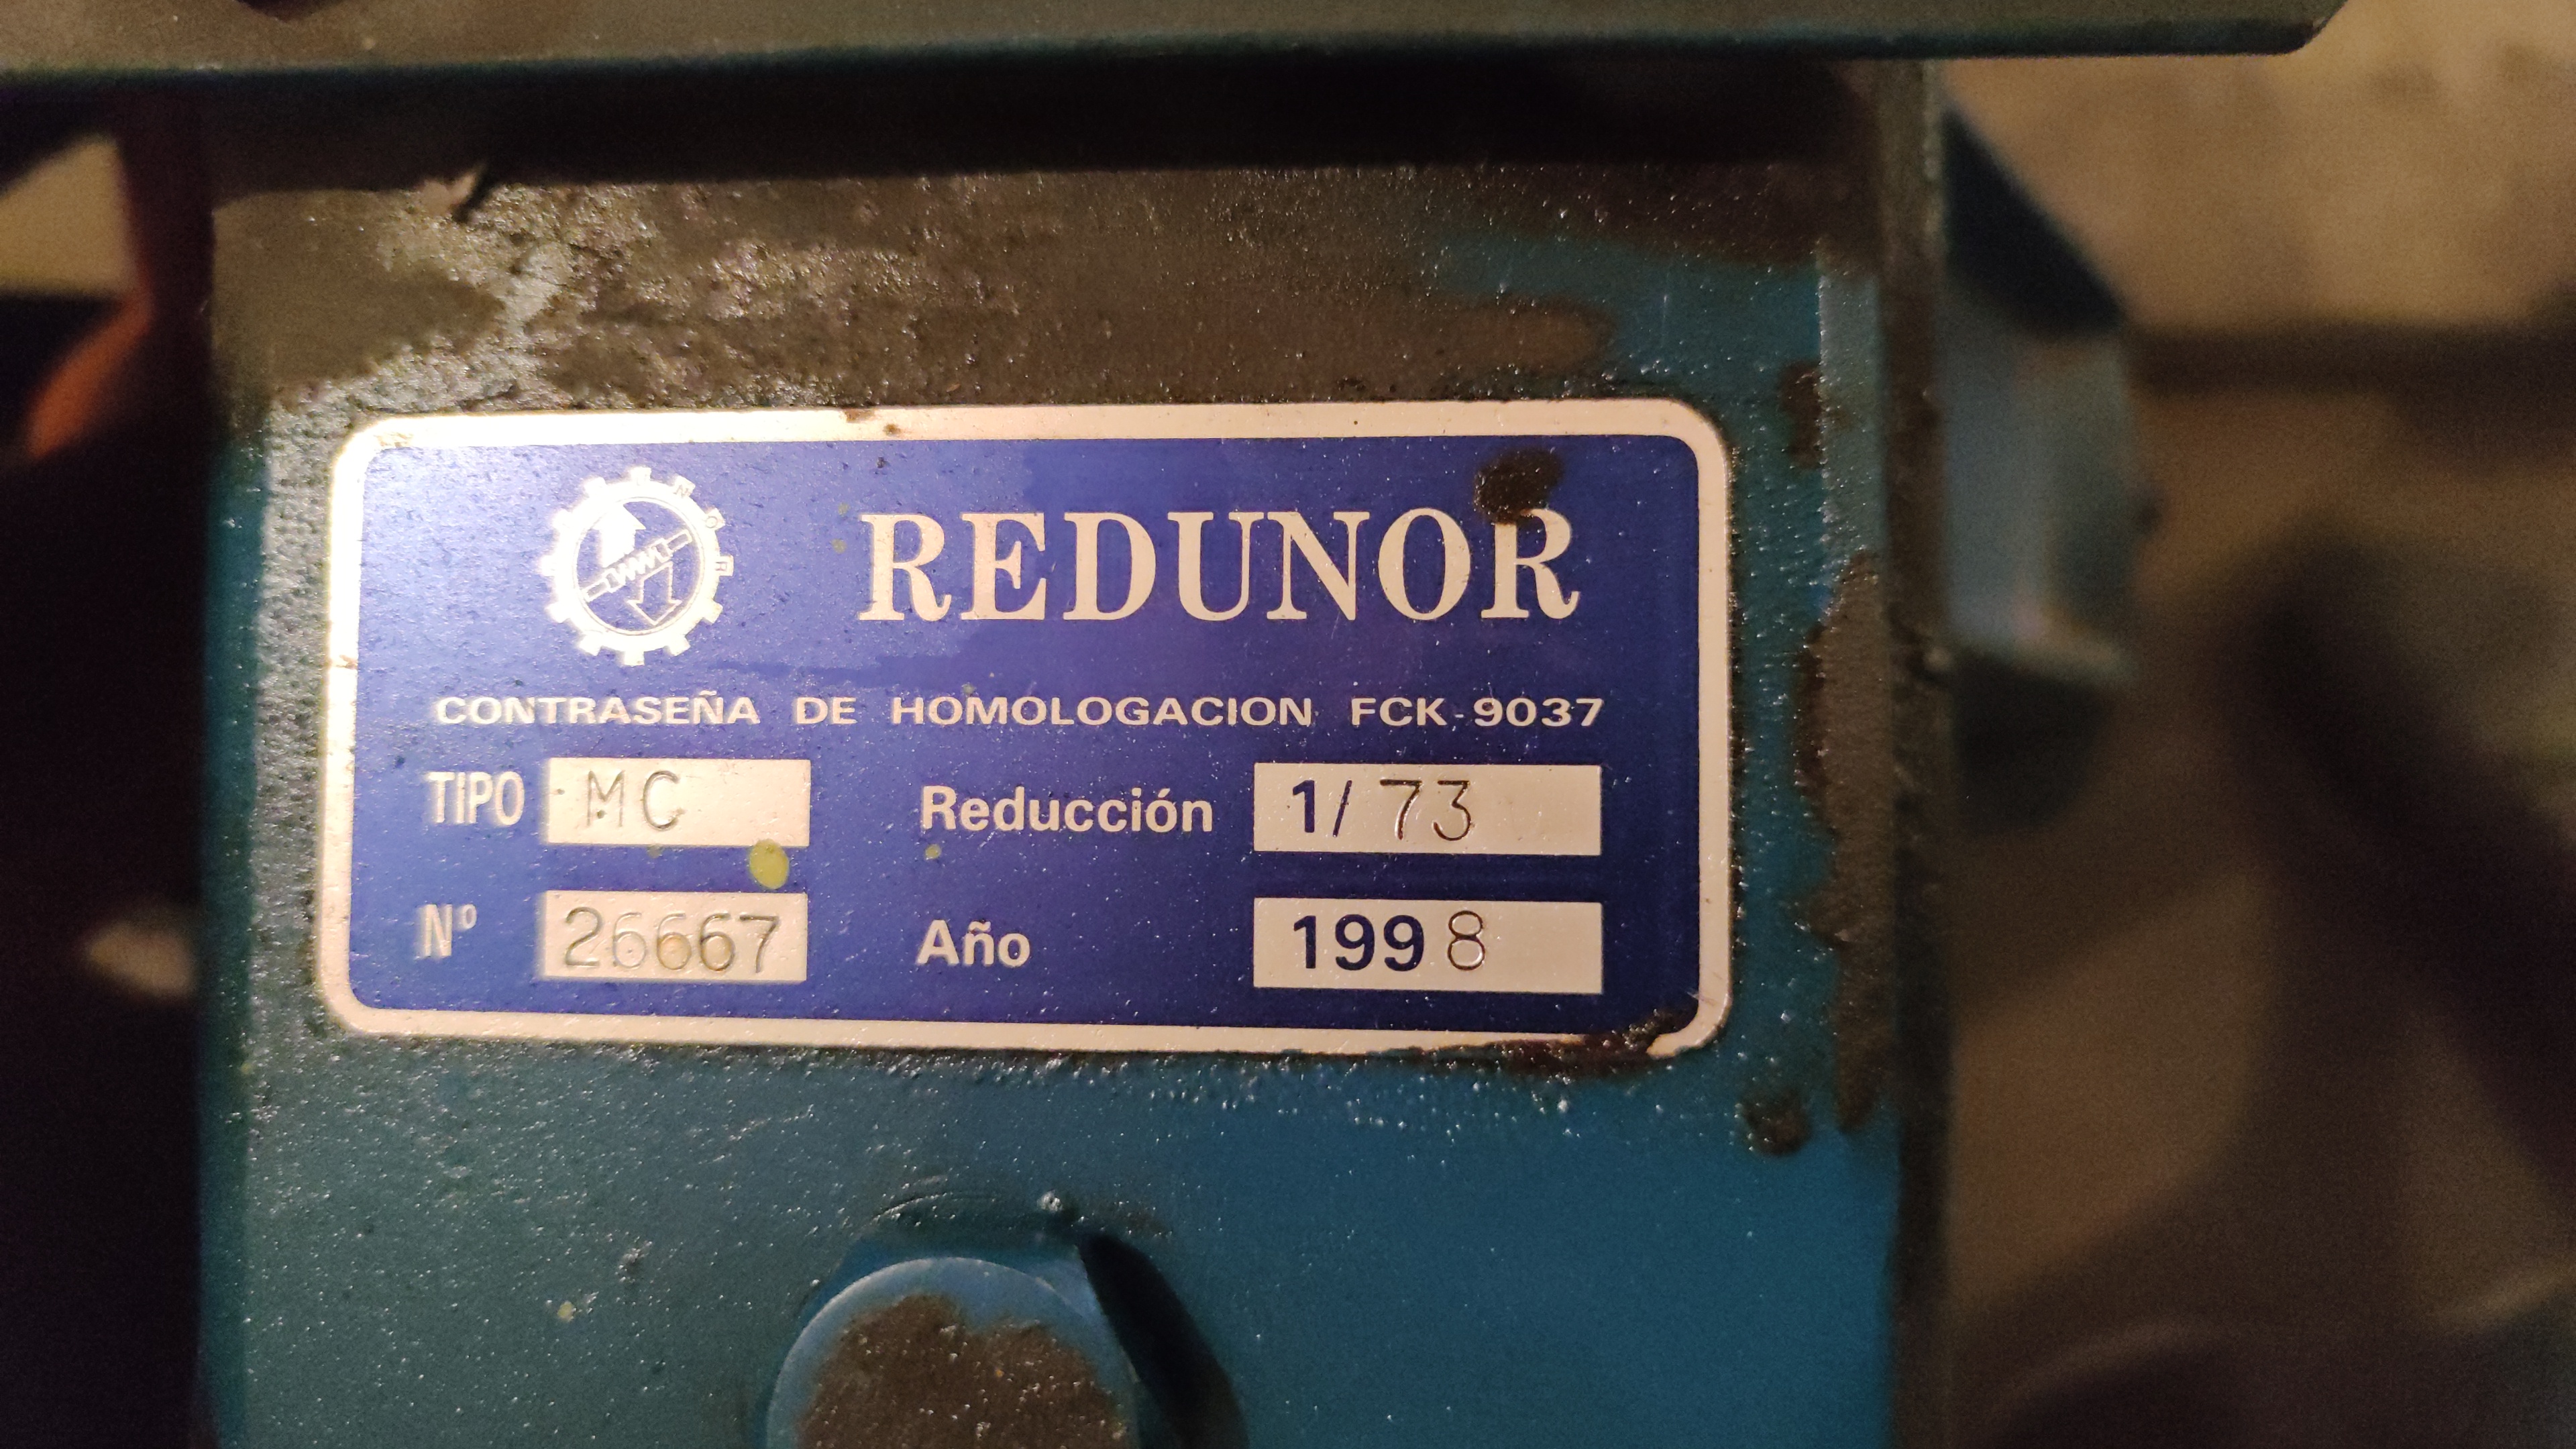 REDUNOR
CONTRASEÑA DE HOMOLOGACION FCK-9037
TIPO MC Reducción 1/73
Nº 26667 Año 1998